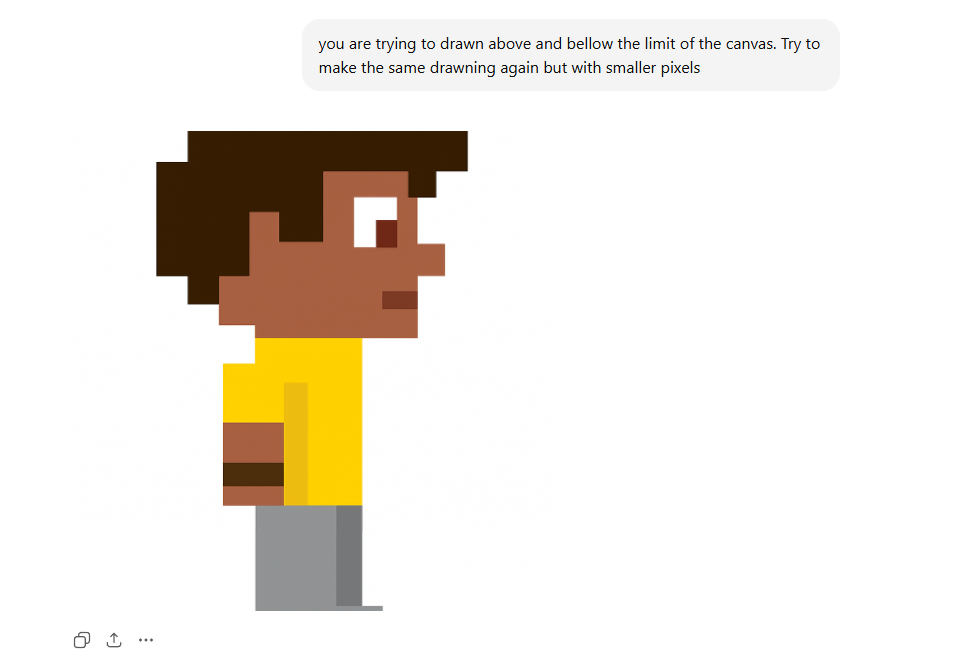 you are trying to drawn above and bellow the limit of the canvas. Try to
make the same drawning again but with smaller pixels